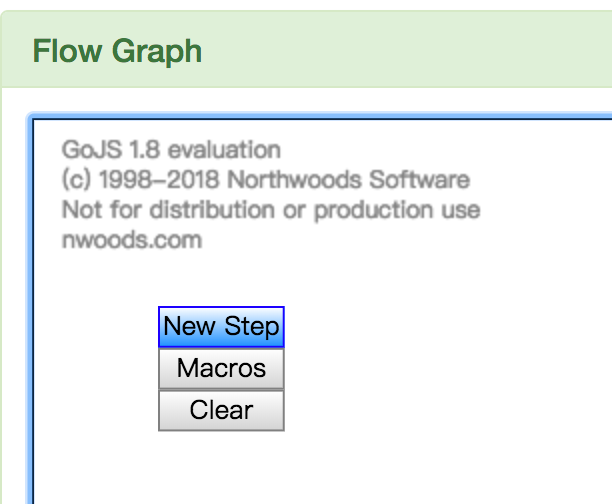 Flow Graph
GoJS 1.8 evaluation
(c) 1998–2018 Northwoods Software
Not for distribution or production use
nwoods.com
New Step
Macros
Clear